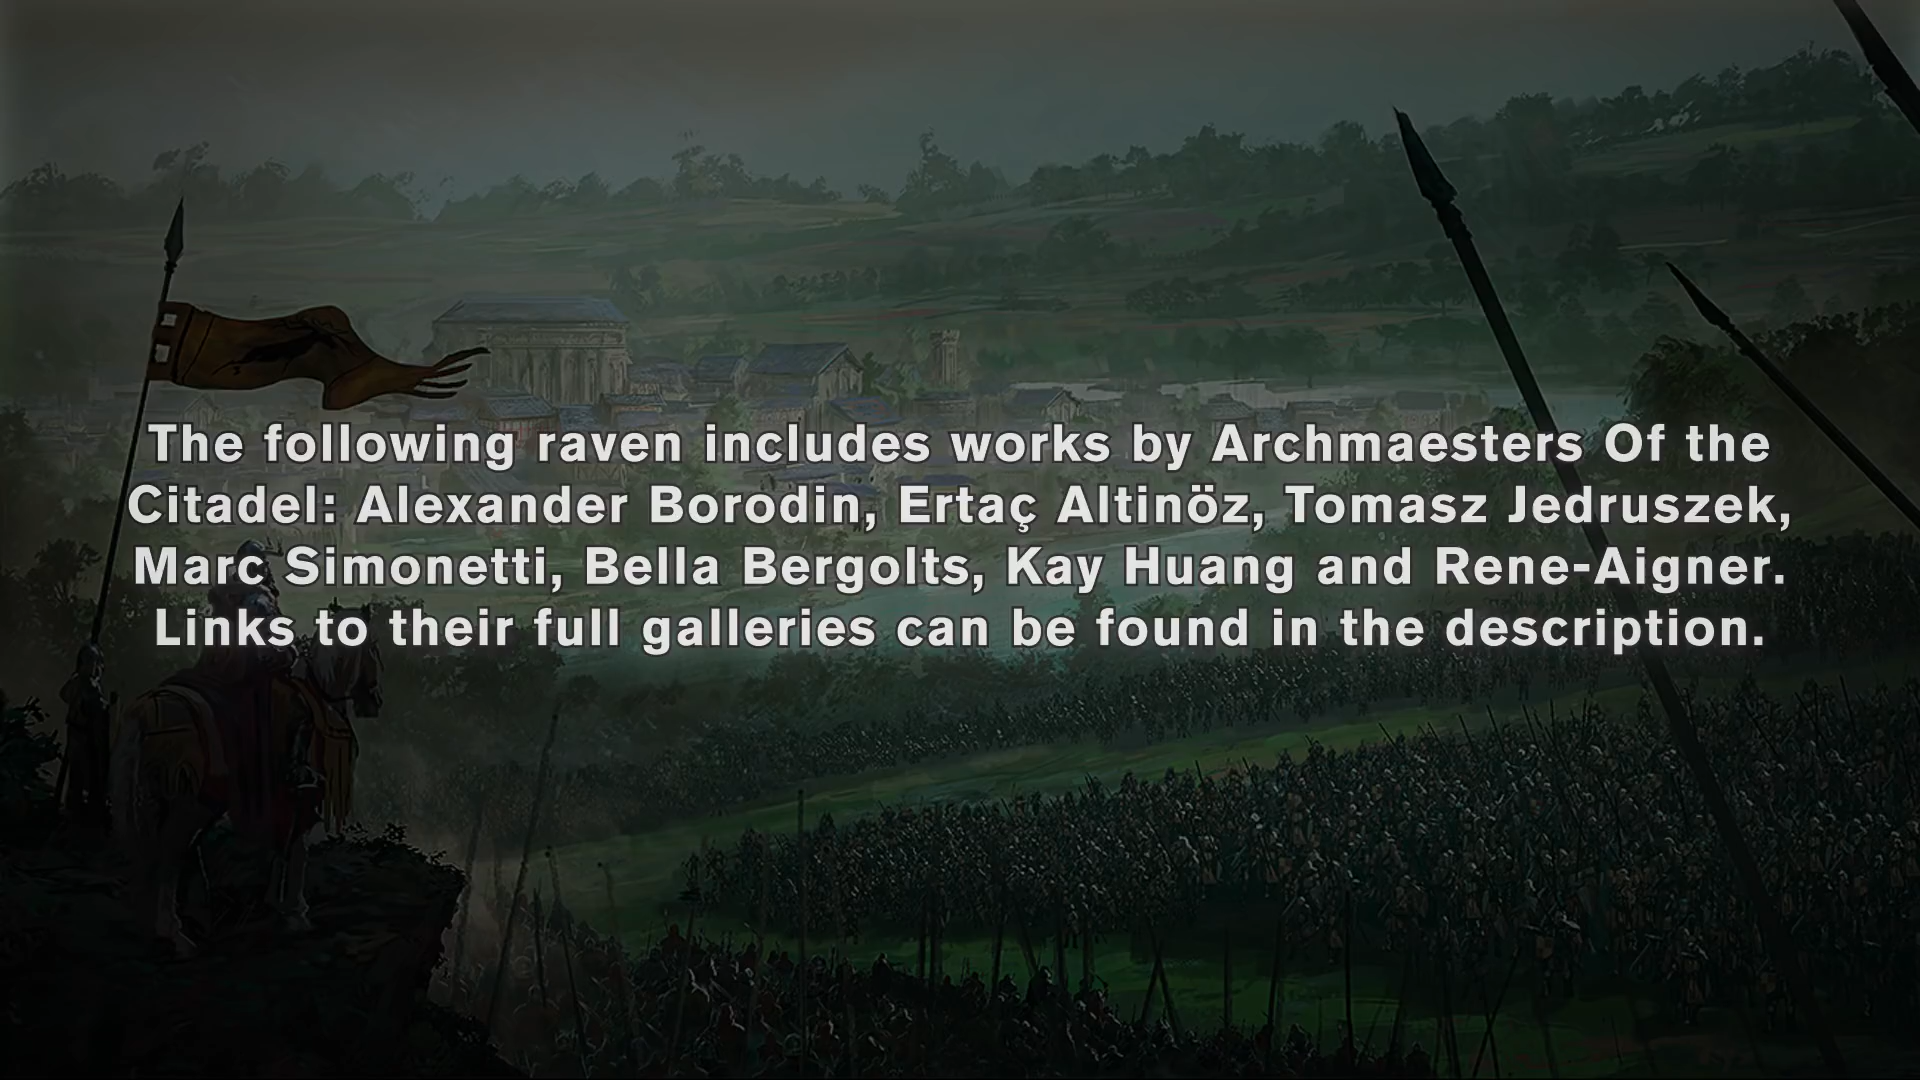 The following raven includes works by Archmaesters Of the
Citadel: Alexander Borodin, Ertaç Altinöz, Tomasz Jedruszek,
Marc Simonetti, Bella Bergolts, Kay Huang and Rene-Aigner.
Links to their full galleries can be found in the description.